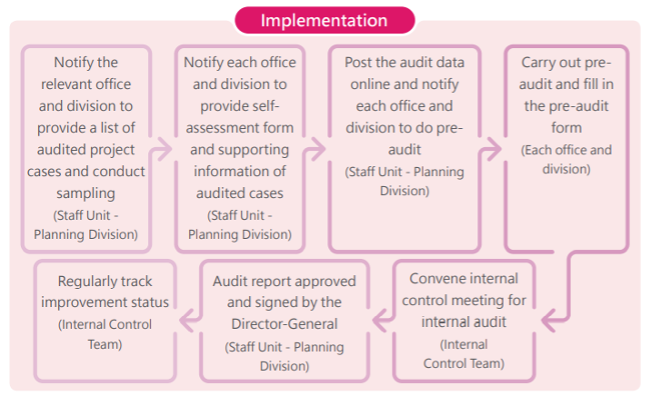 Implementation
Notify the
relevant office
and division to
provide a list of
audited project
cases and conduct
sampling
(Staff Unit -
Planning Division)
Notify each office
and division to
provide self-
assessment form
and supporting
information of
audited cases
(Staff Unit -
Planning Division)
Post the audit data
online and notify
each office and
division to do pre-
audit
(Staff Unit - Planning
Division)
Carry out pre-
audit and fill in
the pre-audit
form
(Each office and
division)
Convene internal
control meeting for
internal audit
(Internal
Control Team)
Audit report approved
and signed by the
Director-General
(Staff Unit - Planning
Division)
Regularly track
improvement status
(Internal Control
Team)